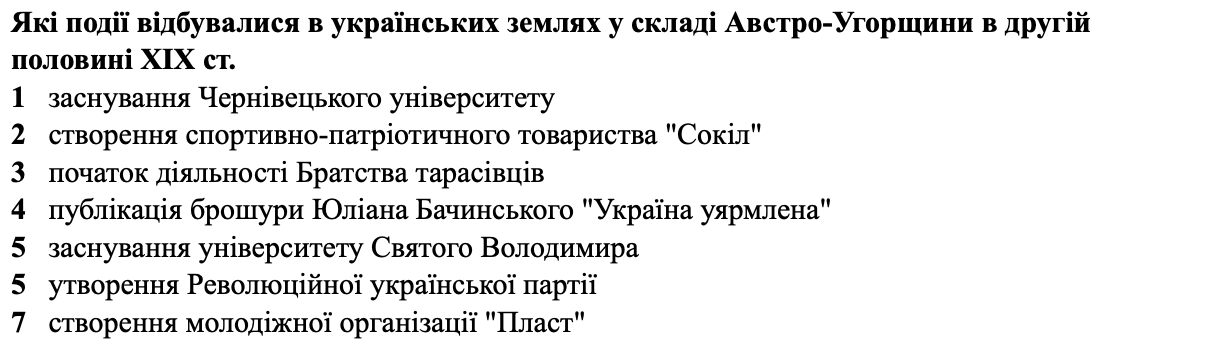 Які події відбувалися в українських землях у складі Австро-Угорщини в другій
половині XIX ст.
1 заснування Чернівецького університету
2 створення спортивно-патріотичного товариства "Сокіл"
3 початок діяльності Братства тарасівців
4 публікація брошури Юліана Бачинського "Україна уярмлена"
5 заснування університету Святого Володимира
5 утворення Революційної української партії
7 створення молодіжної організації "Пласт"